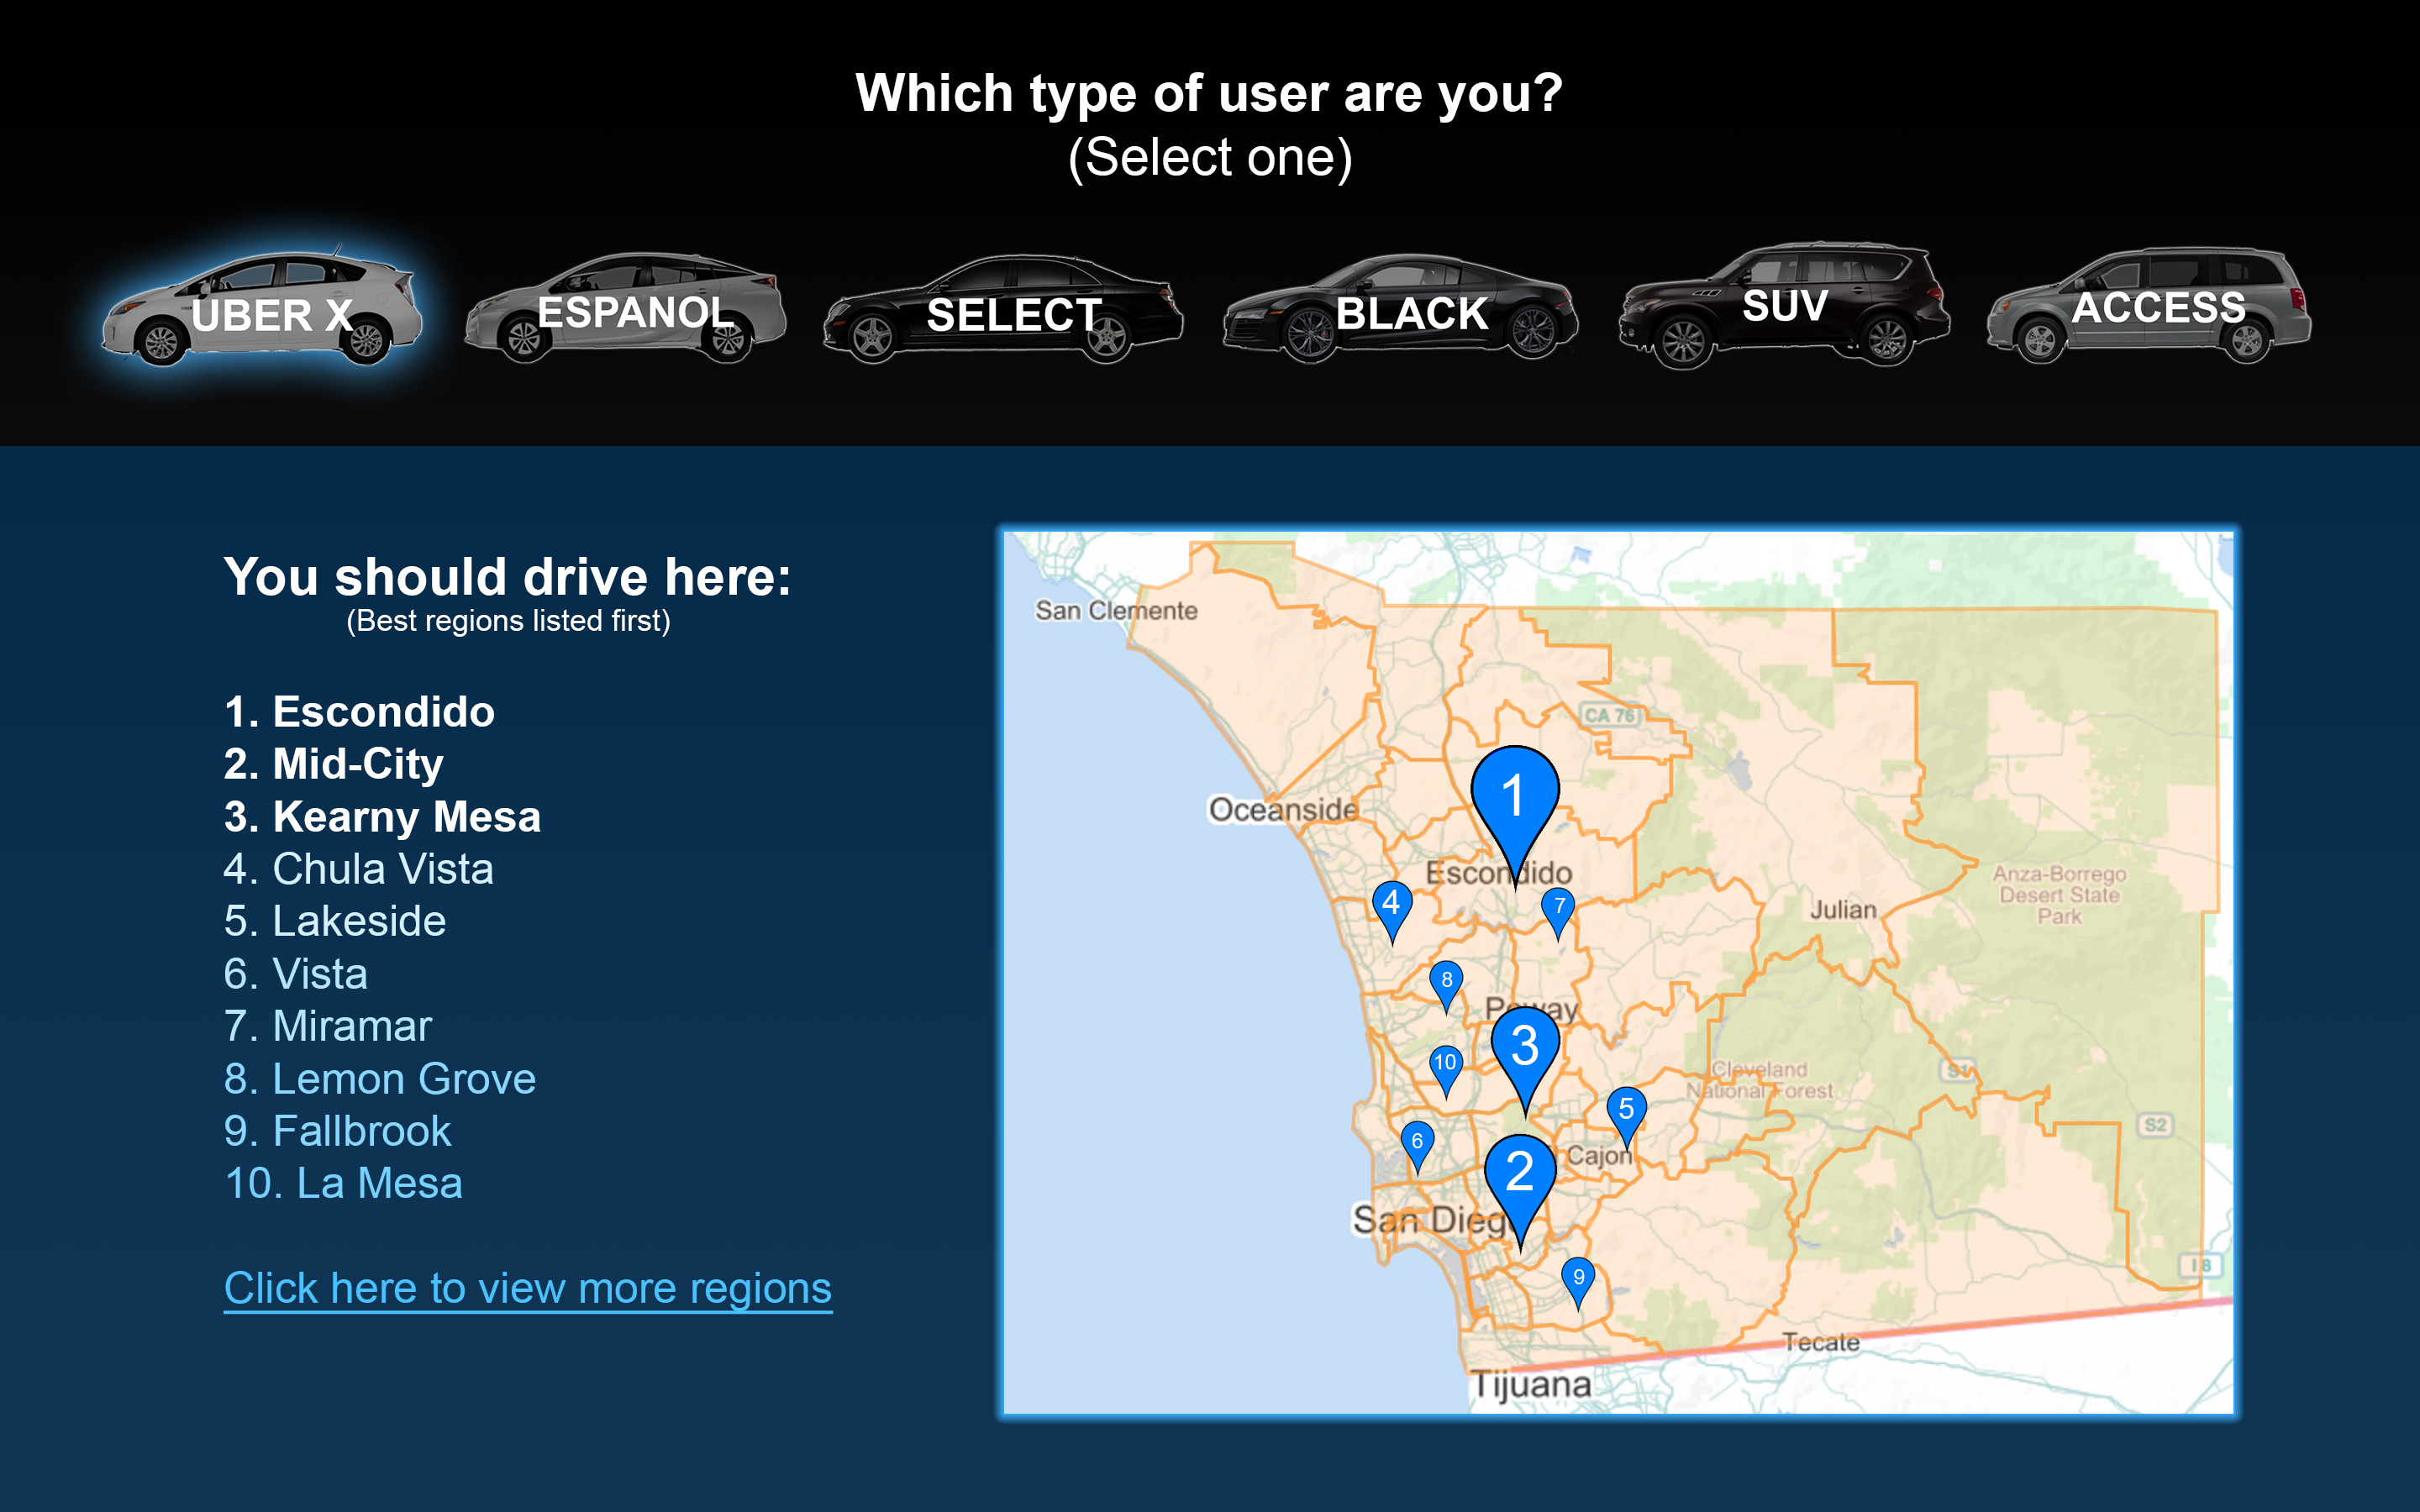 Which type of user are you?
(Select one)
UBER X
ESPANOL
SELECT
BLACK
SUV
ACCESS
You should drive here:
(Best regions listed first)
1. Escondido
2. Mid-City
3. Kearny Mesa
4. Chula Vista
5. Lakeside
6. Vista
7. Miramar
8. Lemon Grove
9. Fallbrook
10. La Mesa
Click here to view more regions
San Clemente
CA 76
1
Oceanside
Escondido
4
7
Julian
Anza-Borrego
Desert State
Park
8
Poway
3
10
Cleveland
National Forest
S1
5
S2
6
Cajon
2
San Diego
9
I 8
Tecate
Tijuana